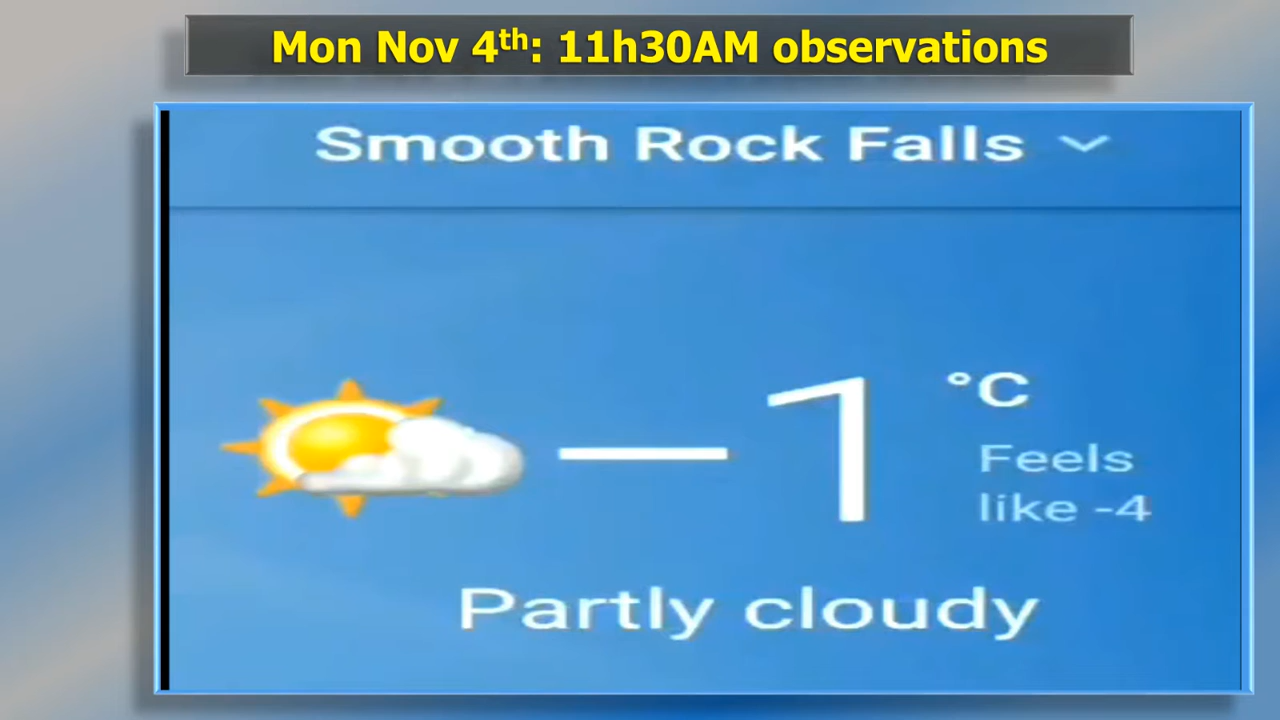 Mon Nov 4th: 11h30AM observations
Smooth Rock Falls
-1 °C
Feels
like -4
Partly cloudy